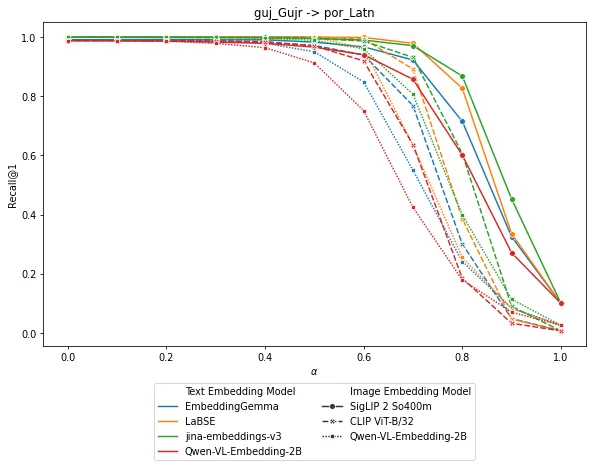 guj_Gujr -> por_Latn
Recall@1
1.0
0.8
0.6
0.4
0.2
0.0
0.0 0.2 0.4 0.6 0.8 1.0
α
Text Embedding Model
EmbeddingGemma
LaBSE
jina-embeddings-v3
Qwen-VL-Embedding-2B
Image Embedding Model
SigLIP 2 So400m
CLIP ViT-B/32
Qwen-VL-Embedding-2B